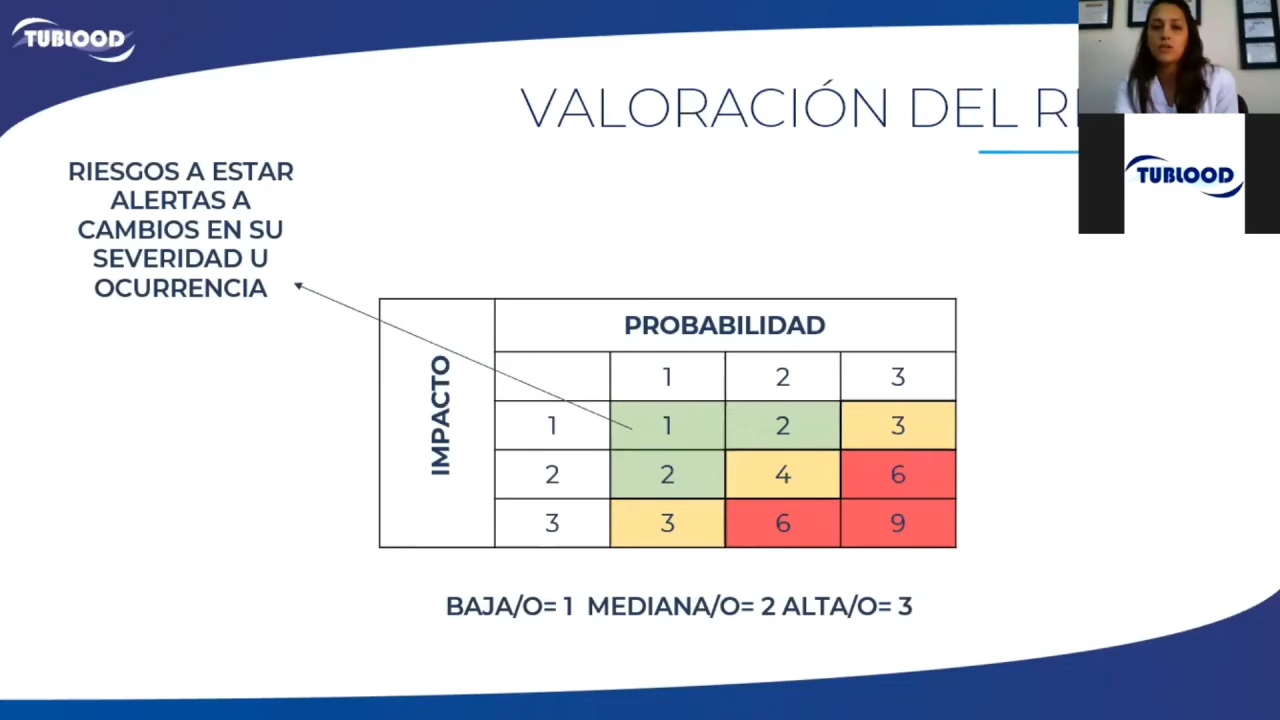 TUBLOOD
VALORACIÓN DEL
RIESGOS A ESTAR
ALERTAS A
CAMBIOS EN SU
SEVERIDAD U
OCURRENCIA
TUBLOOD
IMPACTO
PROBABILIDAD
1 2 3
1 1 2 3
2 2 4 6
3 3 6 9
BAJA/O= 1 MEDIANA/O= 2 ALTA/O= 3